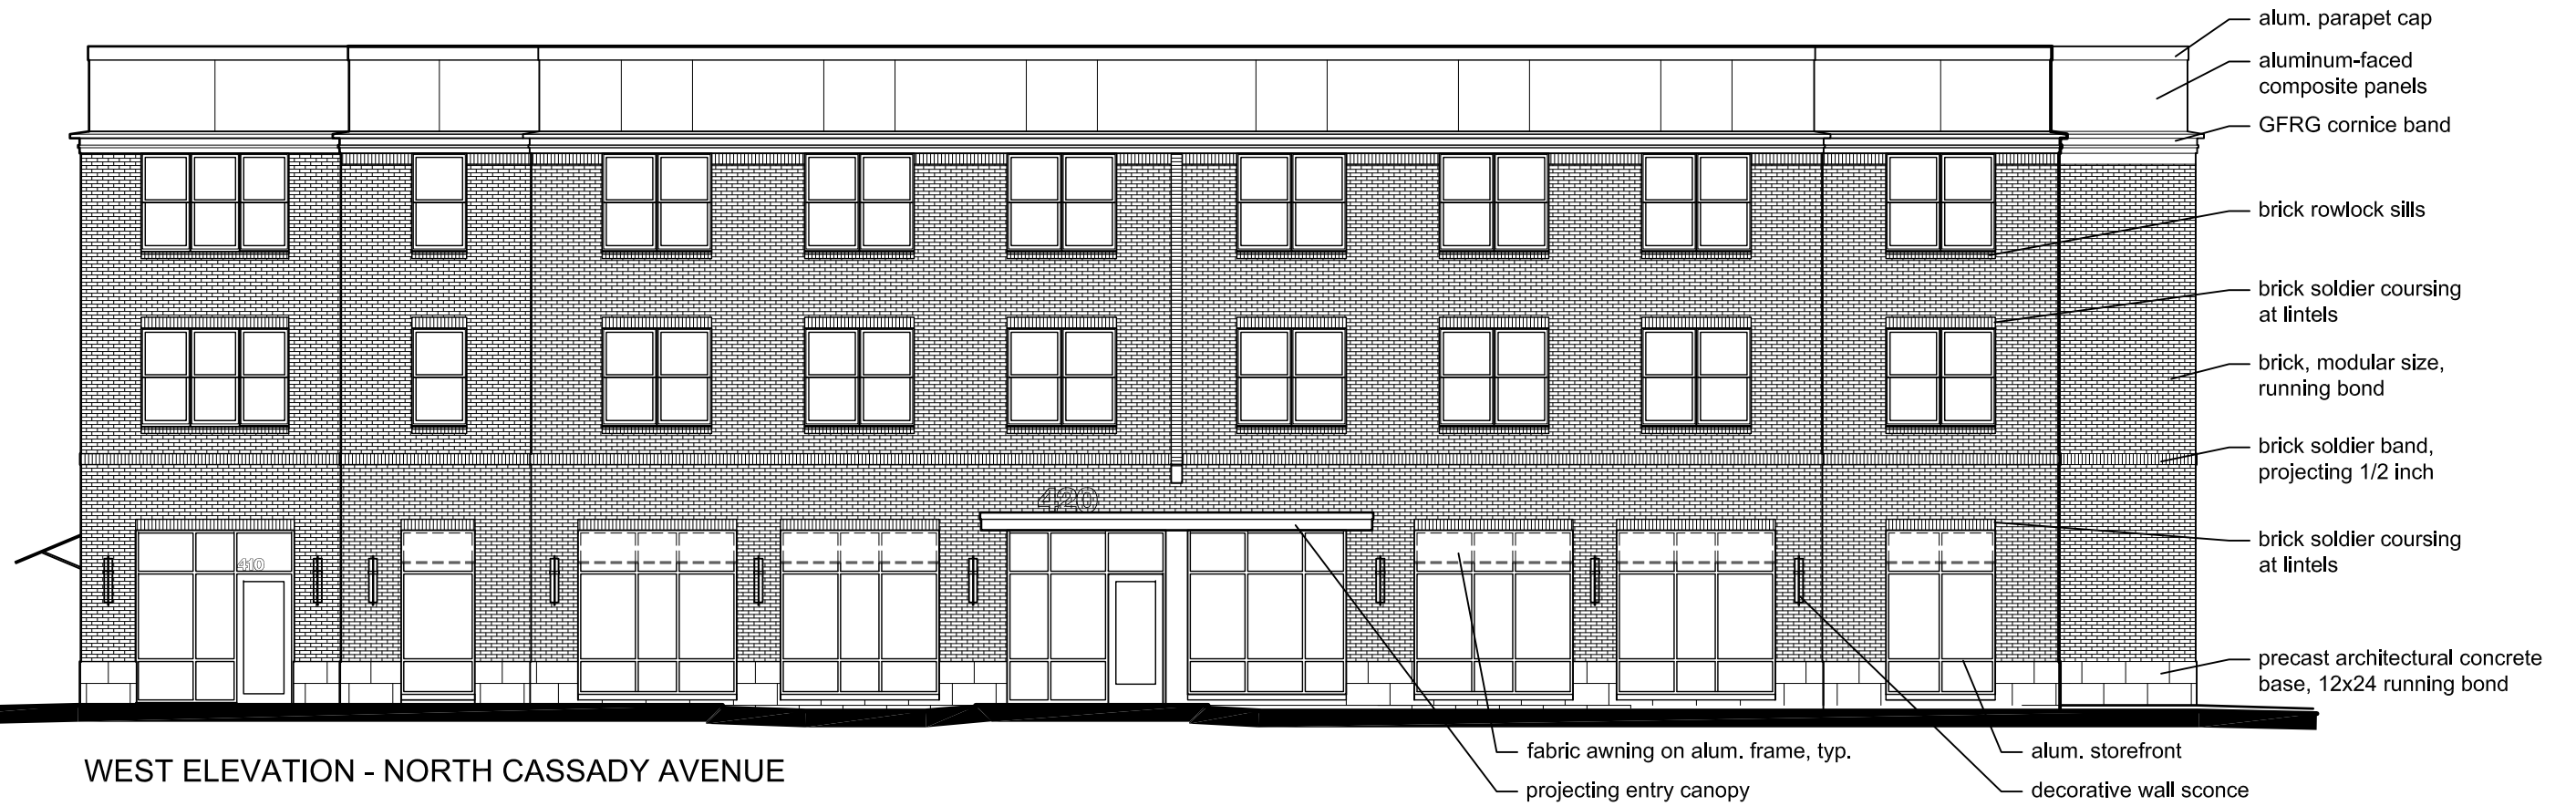 alum. parapet cap
aluminum-faced
composite panels
GFRG cornice band
brick rowlock sills
brick soldier coursing
at lintels
brick, modular size,
running bond
brick soldier band,
projecting 1/2 inch
420
brick soldier coursing
at lintels
410
precast architectural concrete
base, 12x24 running bond
fabric awning on alum. frame, typ.
alum. storefront
WEST ELEVATION - NORTH CASSADY AVENUE
projecting entry canopy
decorative wall sconce